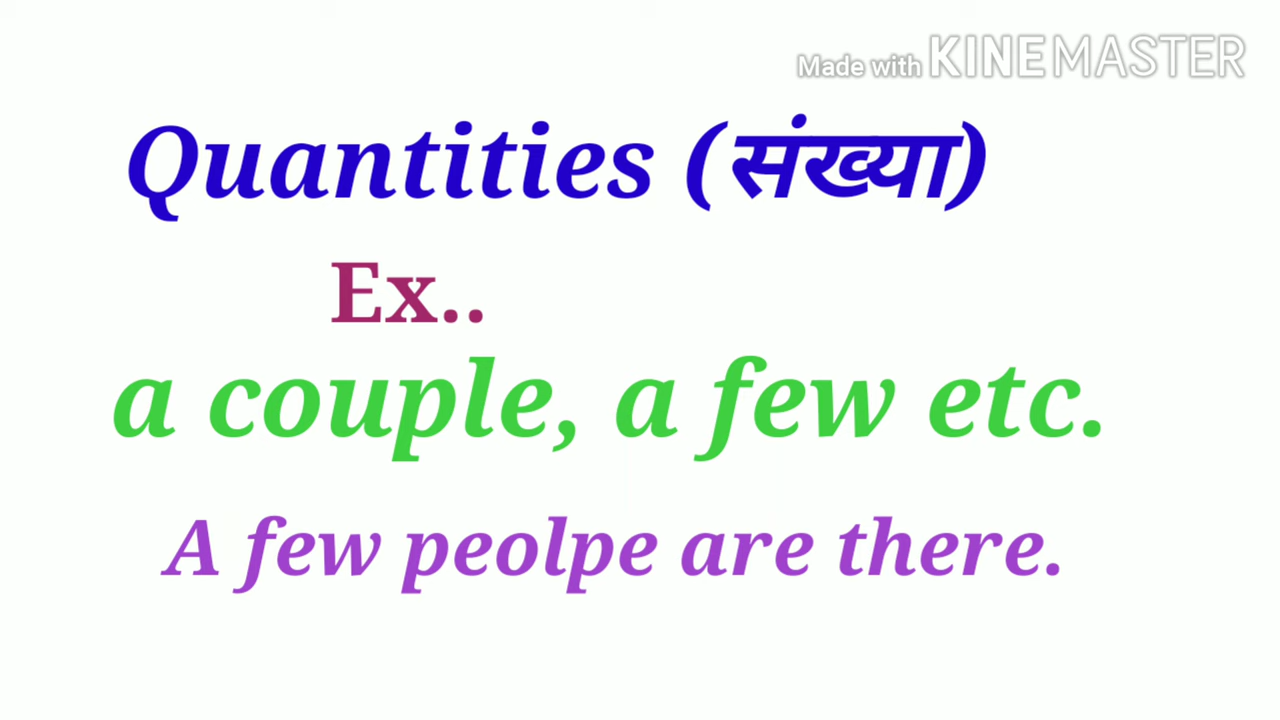 Made with KINEMASTER
Quantities (संख्या)
Ex..
a couple, a few etc.
A few peolpe are there.